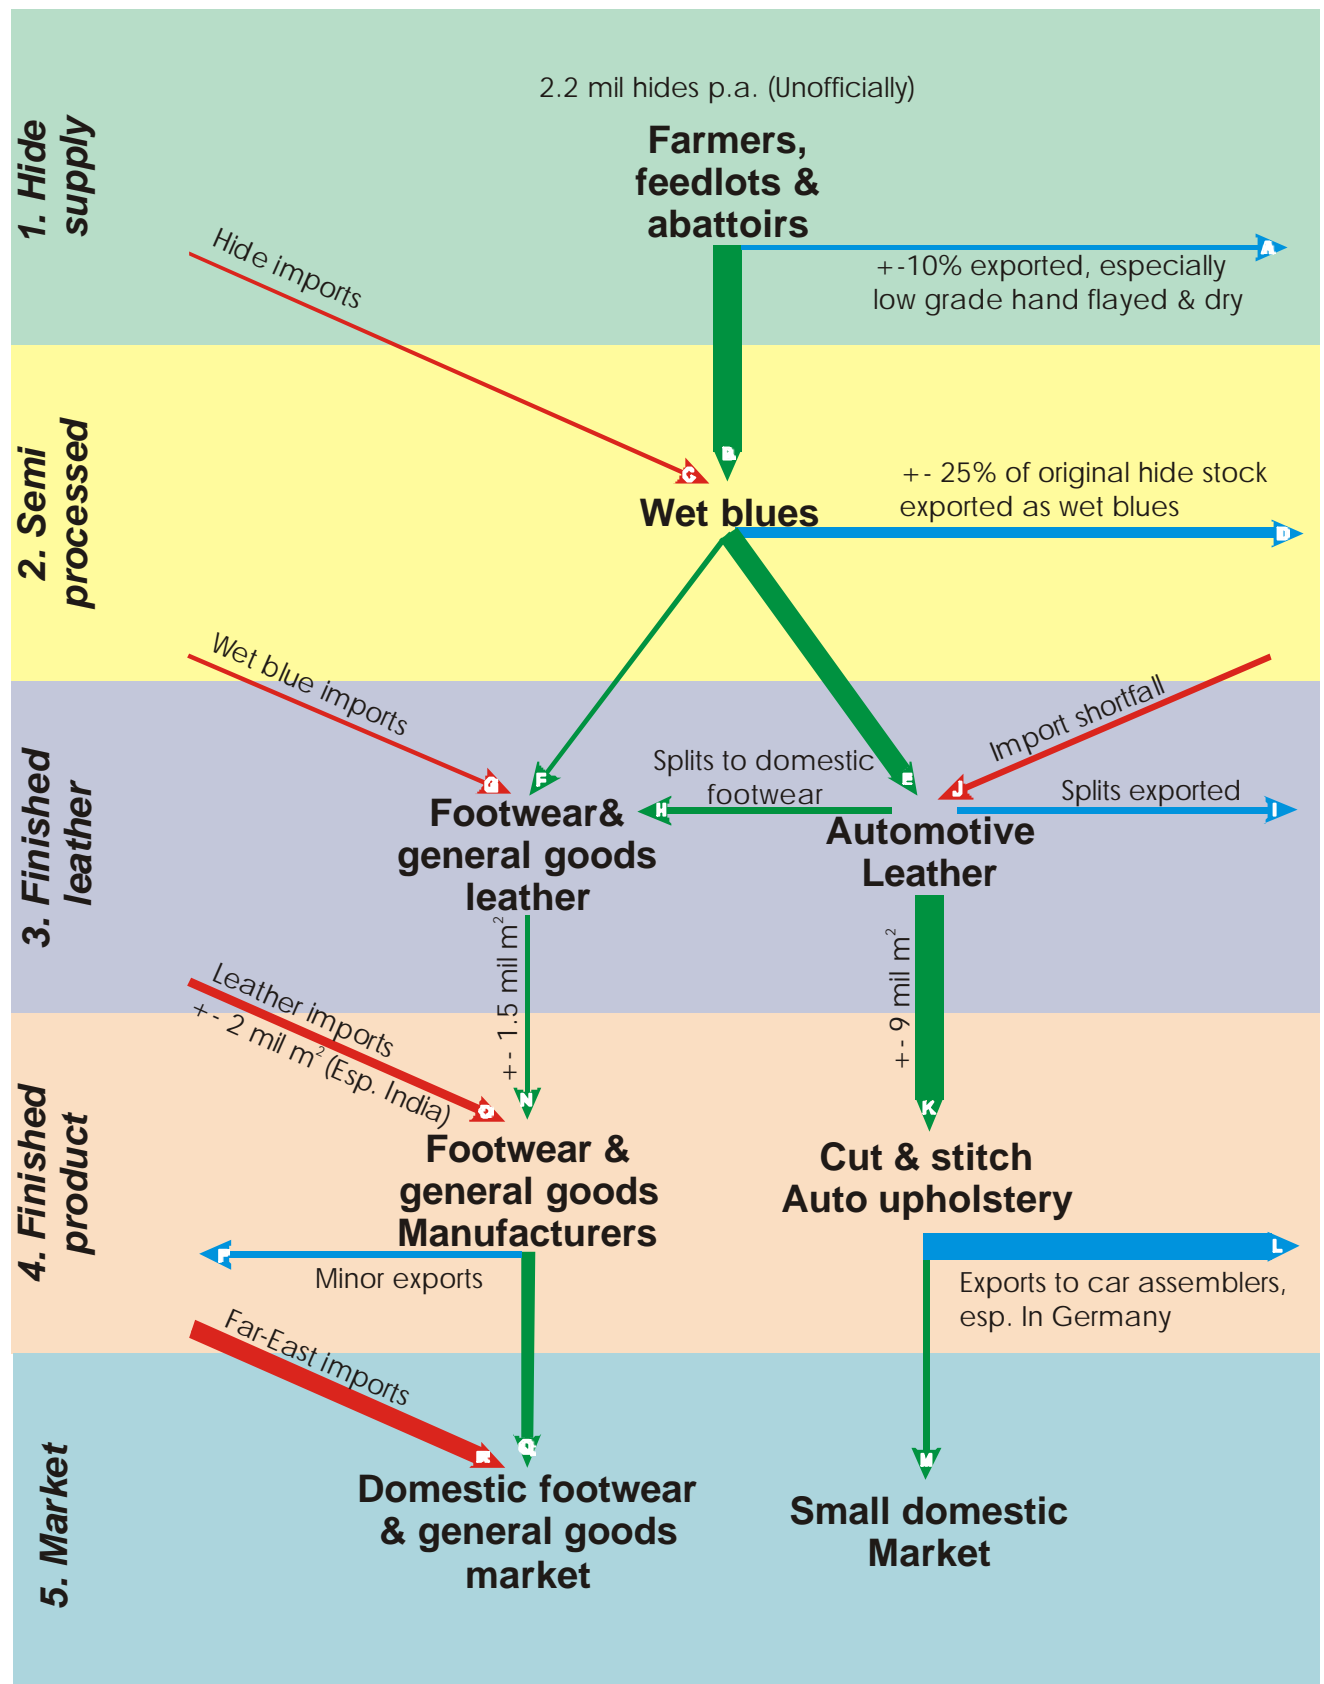 2.2 mil hides p.a. (Unofficially)
1. Hide
supply
Farmers,
feedlots &
abattoirs
Hide imports
A
+-10% exported, especially
low grade hand flayed & dry
2. Semi
processed
B
C
Wet blues
+- 25% of original hide stock
exported as wet blues
D
Wet blue imports
Import shortfall
3. Finished
leather
G
F
E
J
Splits to domestic
footwear
H
Splits exported
I
Footwear&
general goods
leather
Automotive
Leather
+- 1.5 mil m²
+- 9 mil m²
Leather imports
+- 2 mil m² (Esp. India)
4. Finished
product
O
N
K
Footwear &
general goods
Manufacturers
Cut & stitch
Auto upholstery
P
Minor exports
L
Exports to car assemblers,
esp. In Germany
Far-East imports
5. Market
R
Q
M
Domestic footwear
& general goods
market
Small domestic
Market